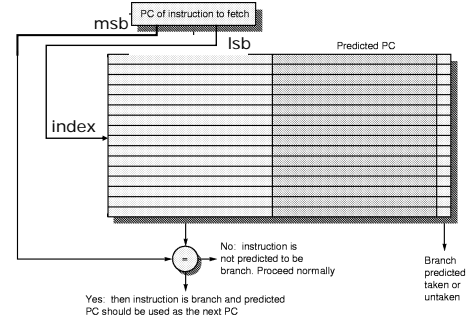 PC of instruction to fetch
msb
lsb
Predicted PC
index
=
No: instruction is
not predicted to be
branch. Proceed normally
Branch
predicted
taken or
untaken
Yes: then instruction is branch and predicted
PC should be used as the next PC